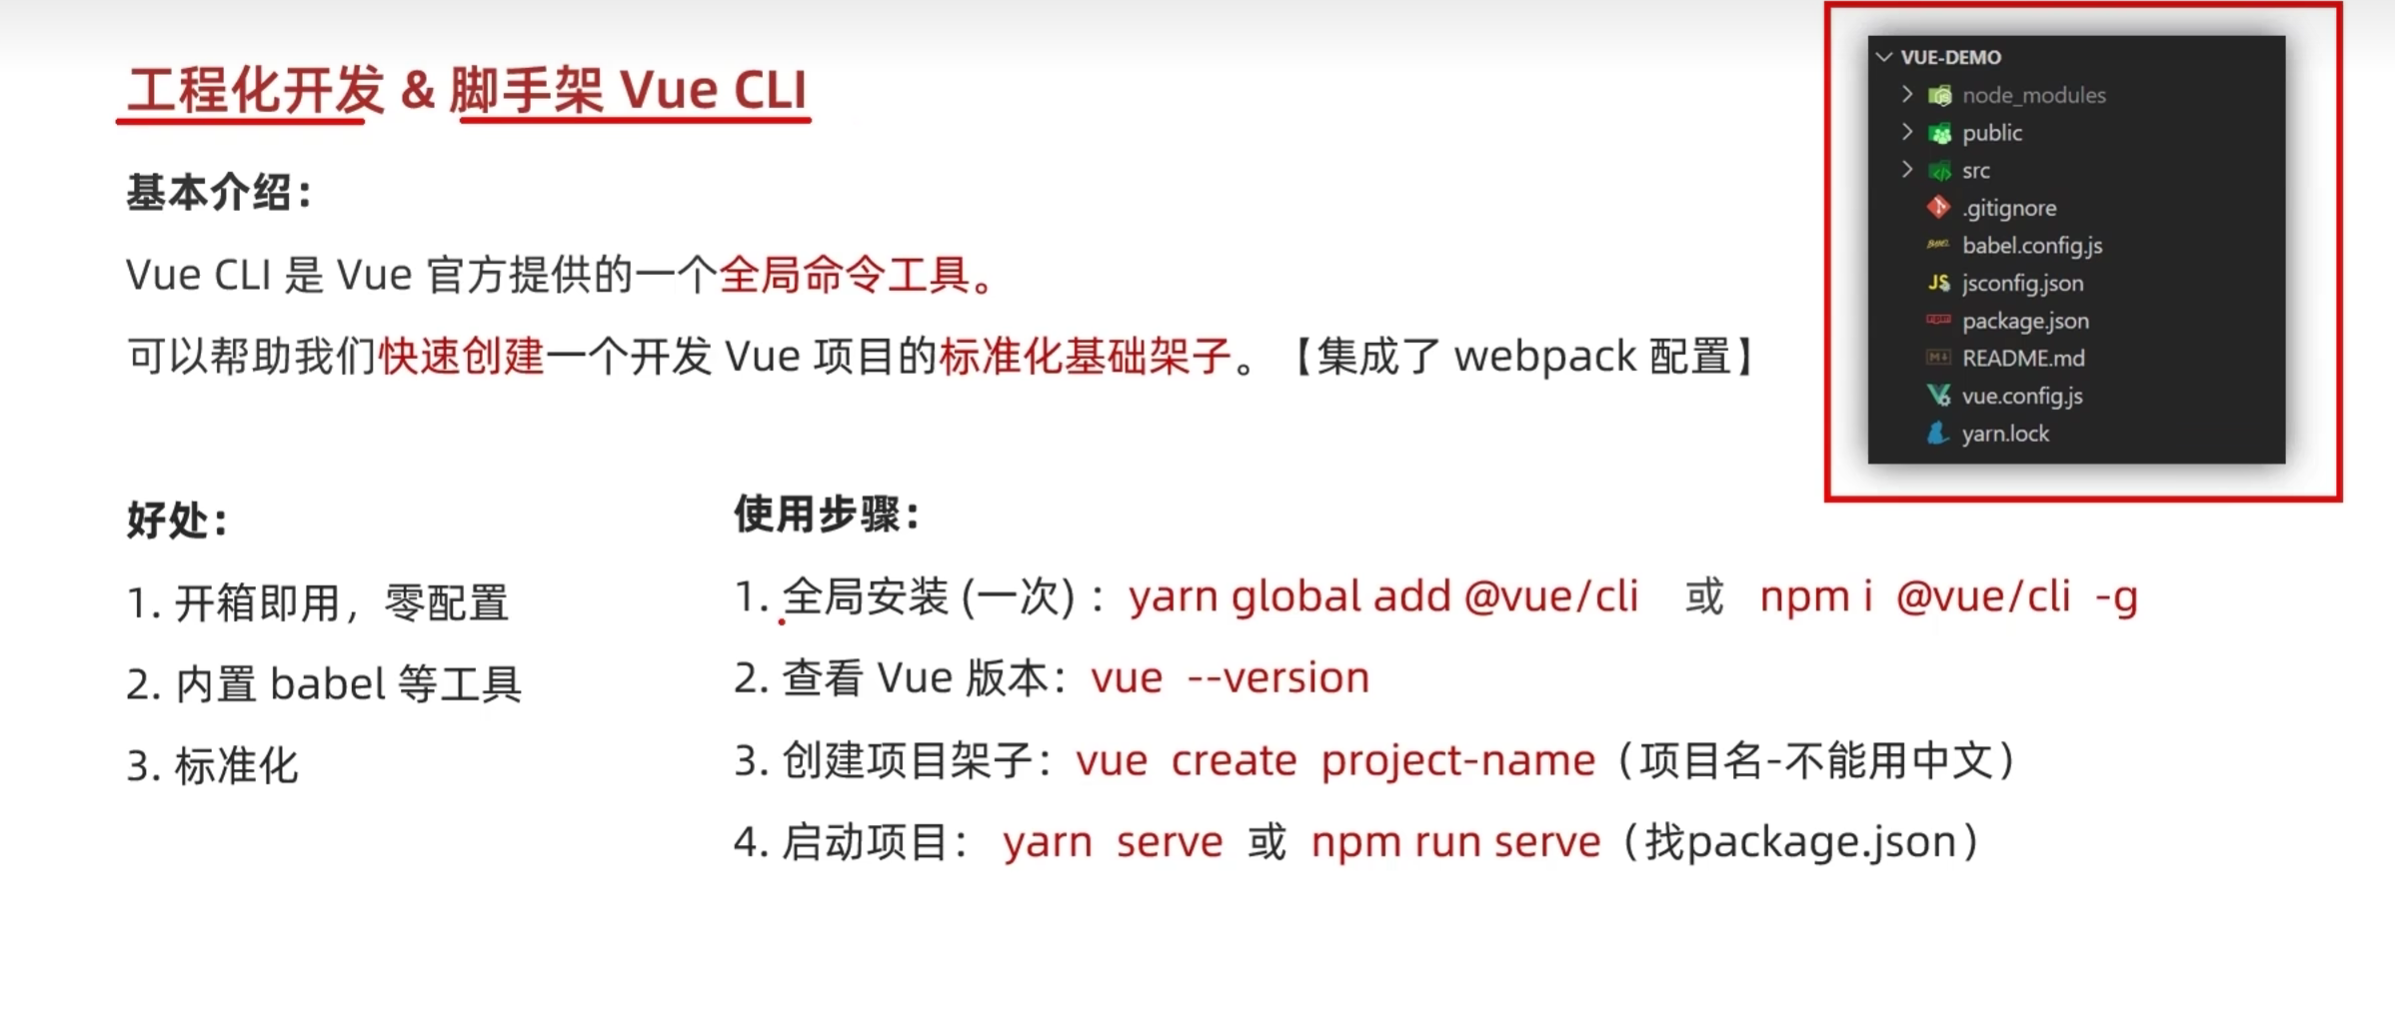 工程化开发 & 脚手架 Vue CLI
基本介绍：
Vue CLI 是 Vue 官方提供的一个全局命令工具。
可以帮助我们快速创建一个开发 Vue 项目的标准化基础架子。【集成了 webpack 配置】
好处：
1. 开箱即用，零配置
2. 内置 babel 等工具
3. 标准化
使用步骤：
1. 全局安装 (一次) ：yarn global add @vue/cli 或 npm i @vue/cli -g
2. 查看 Vue 版本：vue --version
3. 创建项目架子：vue create project-name（项目名-不能用中文）
4. 启动项目： yarn serve 或 npm run serve（找package.json）
VUE-DEMO
node_modules
public
src
.gitignore
babel.config.js
JS jsconfig.json
package.json
README.md
vue.config.js
yarn.lock